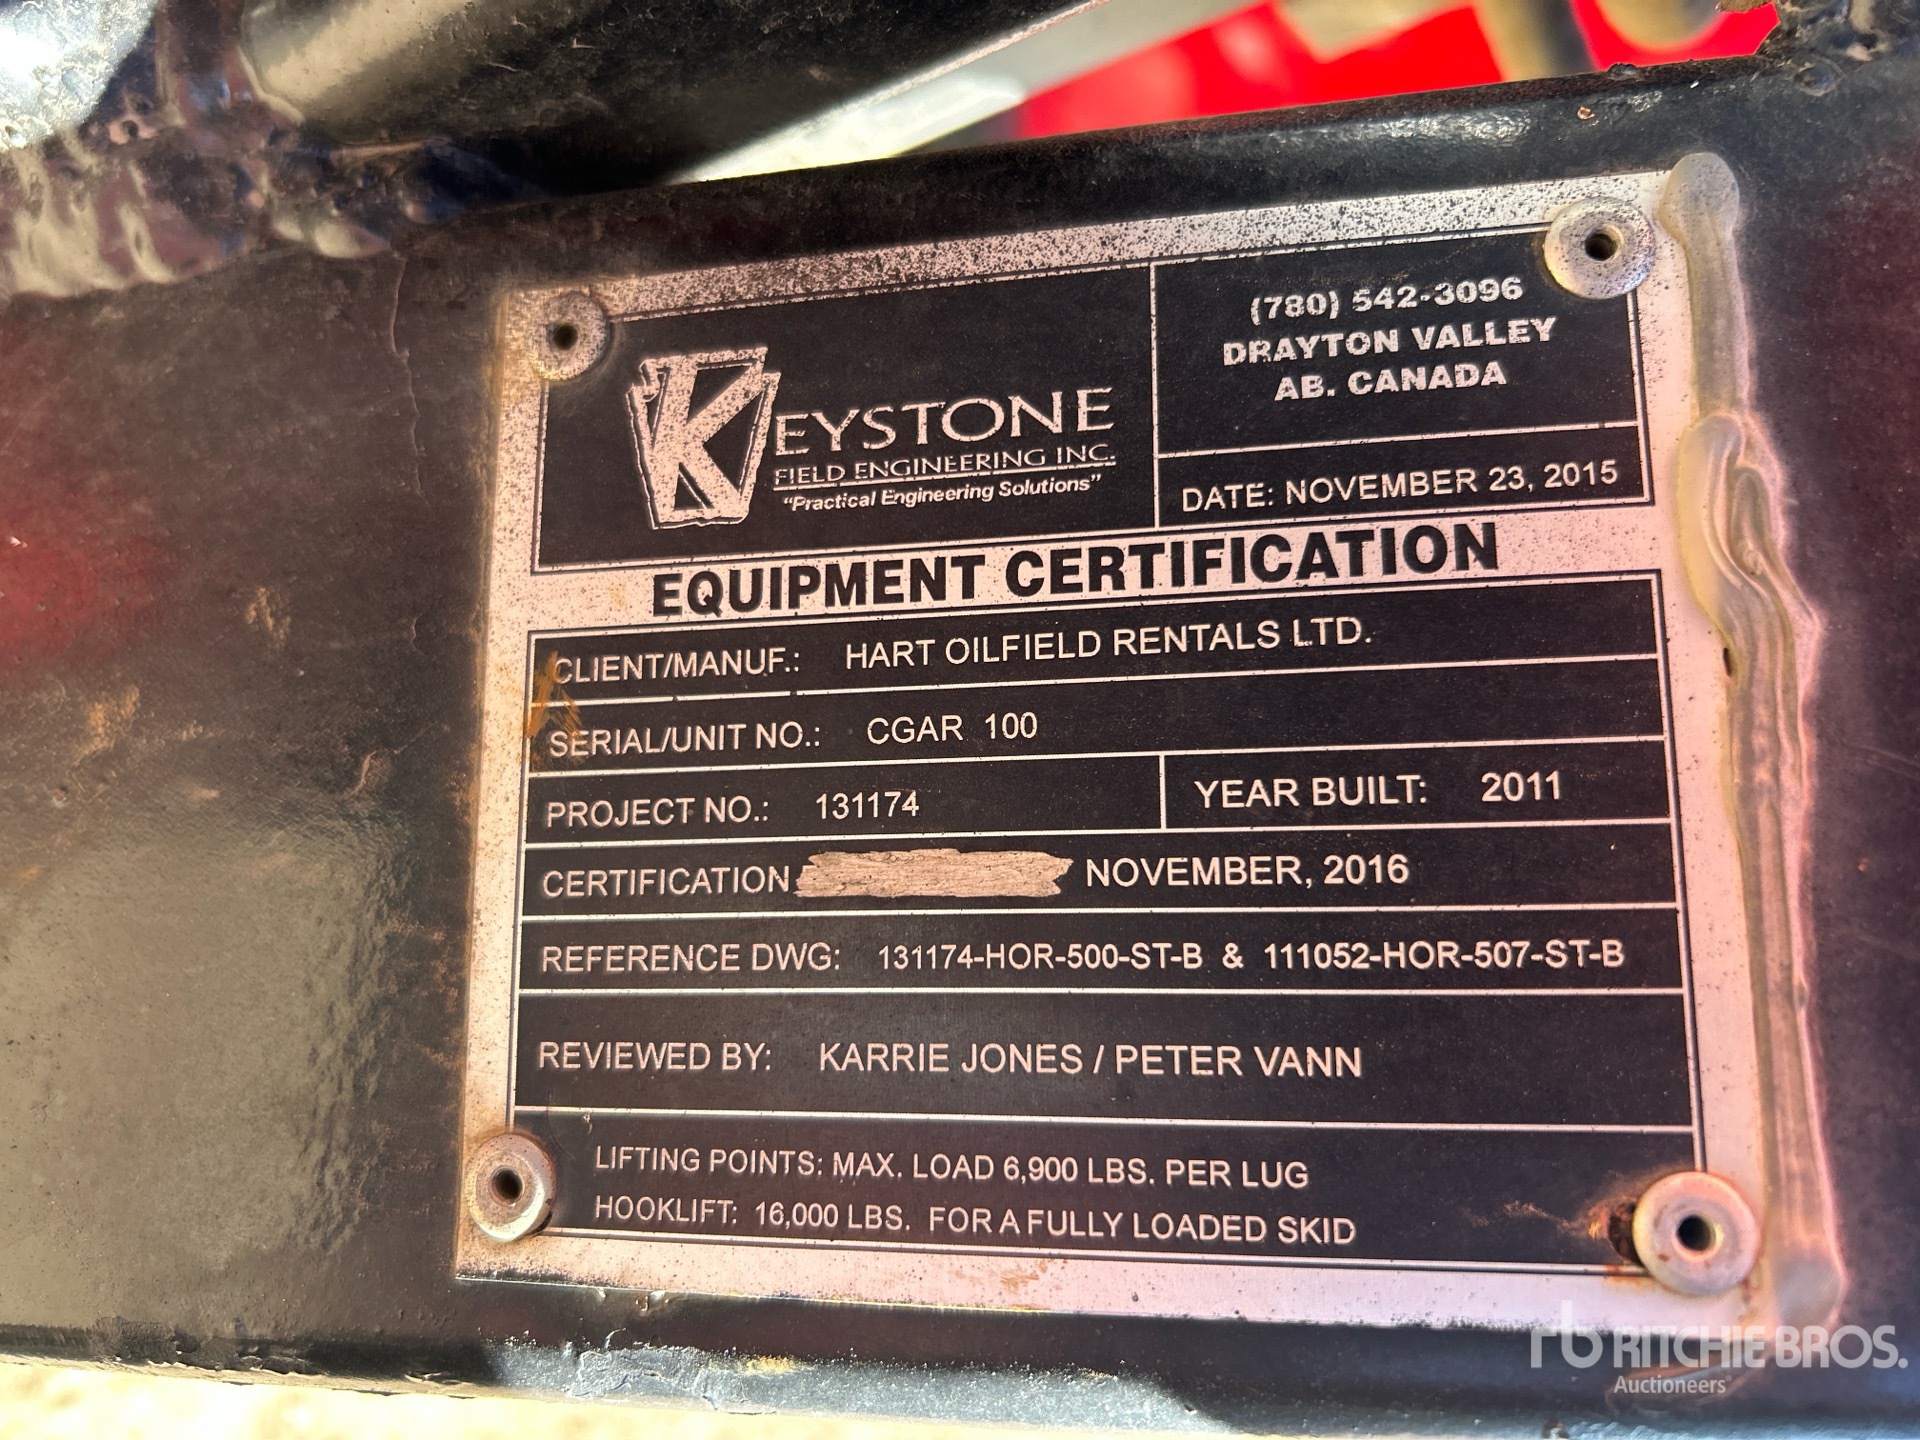 KEYSTONE
FIELD ENGINEERING INC.
"Practical Engineering Solutions"
(780) 542-3096
DRAYTON VALLEY
AB. CANADA
DATE: NOVEMBER 23, 2015
EQUIPMENT CERTIFICATION
CLIENT/MANUF.: HART OILFIELD RENTALS LTD.
SERIAL/UNIT NO.: CGAR 100
PROJECT NO.: 131174
YEAR BUILT: 2011
CERTIFICATION NOVEMBER, 2016
REFERENCE DWG: 131174-HOR-500-ST-B & 111052-HOR-507-ST-B
REVIEWED BY: KARRIE JONES / PETER VANN
LIFTING POINTS: MAX. LOAD 6,900 LBS. PER LUG
HOOKLIFT: 16,000 LBS. FOR A FULLY LOADED SKID
rb RITCHIE BROS.
Auctioneers